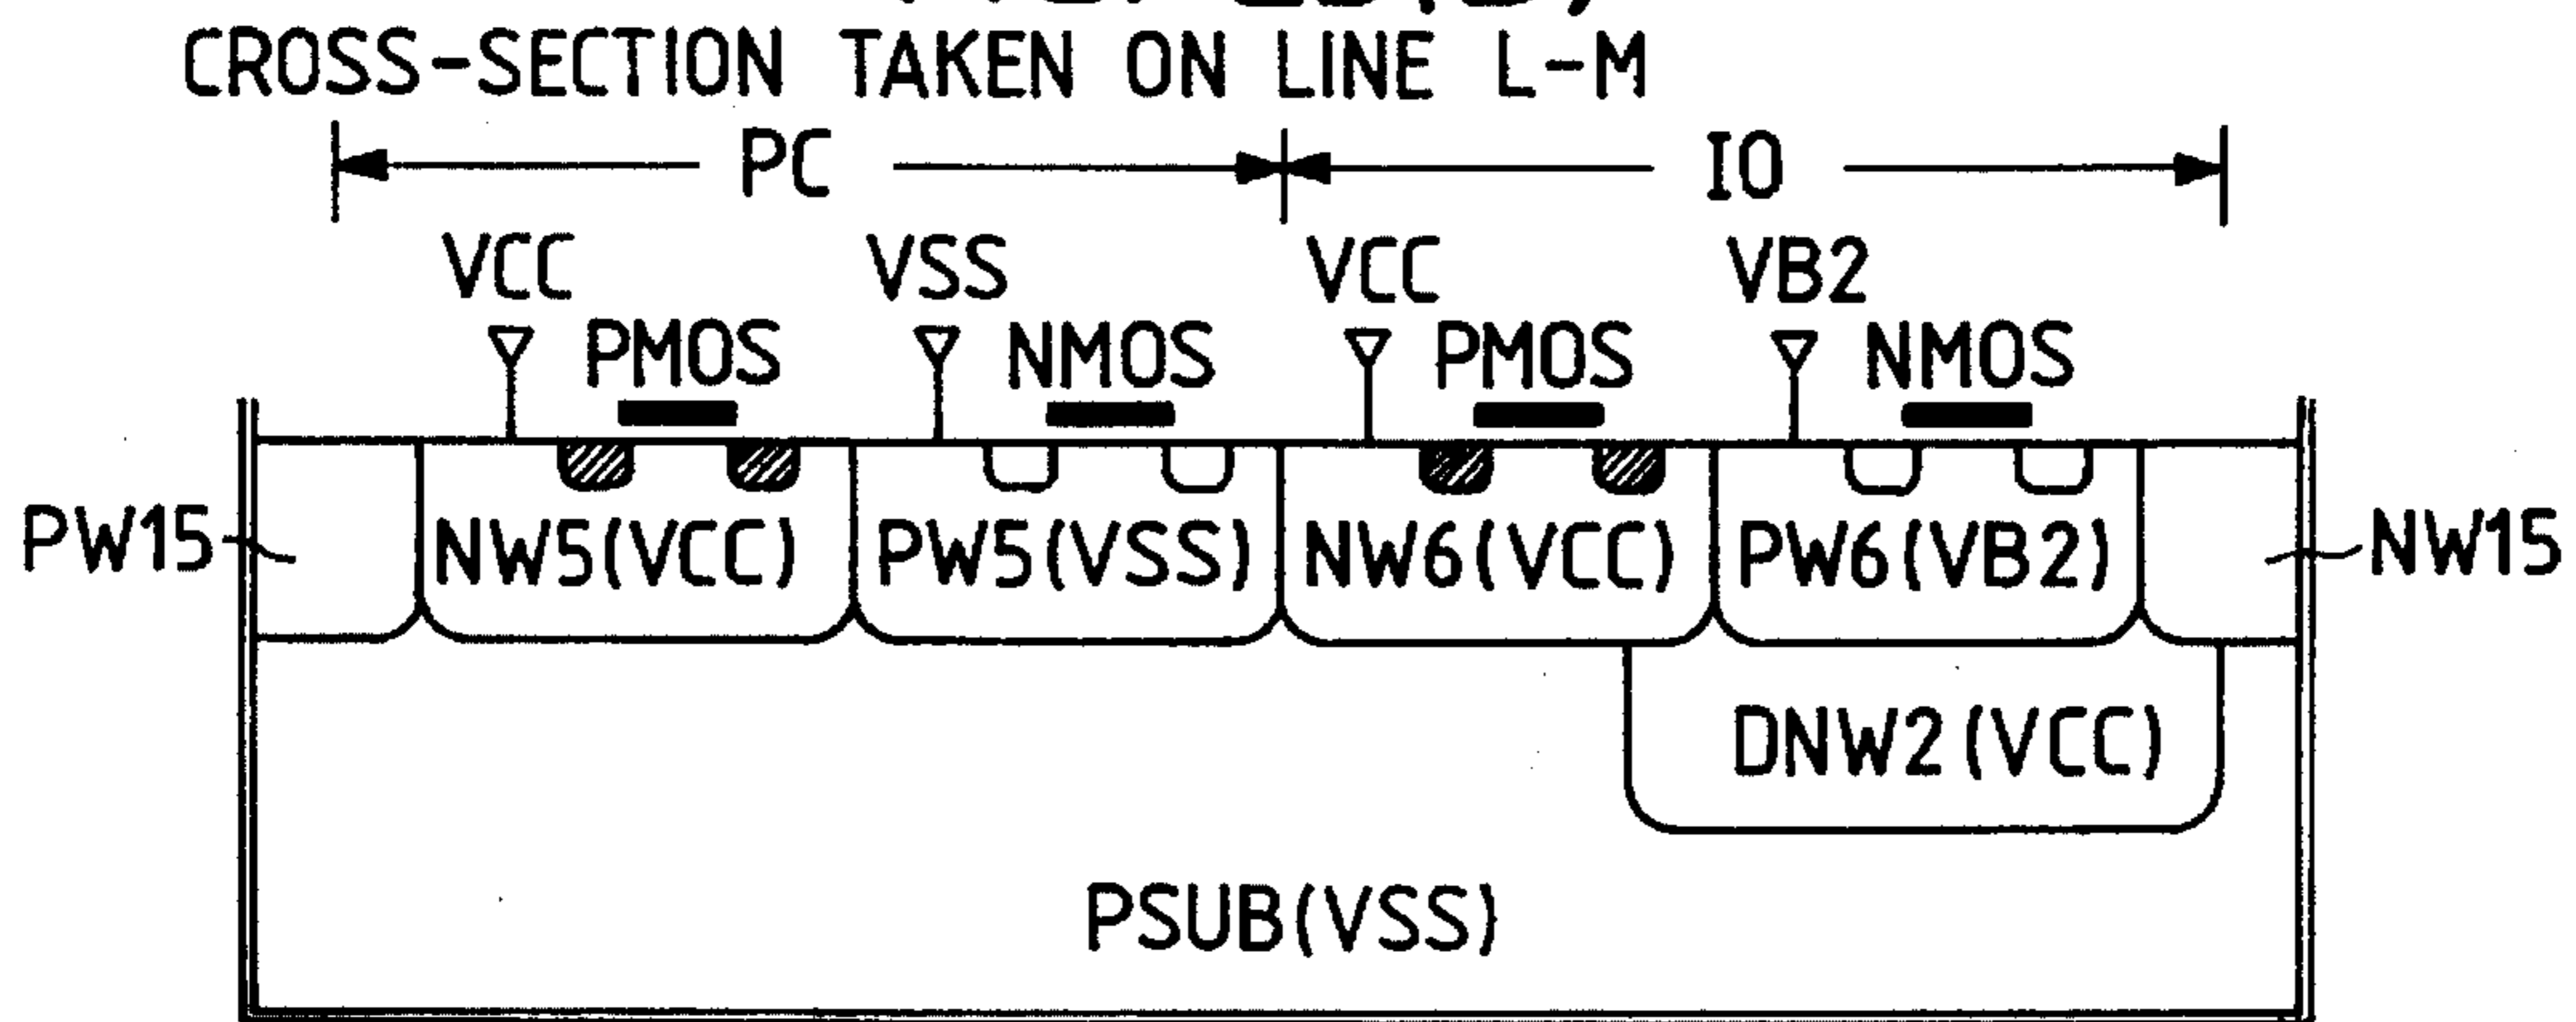 CROSS-SECTION TAKEN ON LINE L-M
PC IO
VCC VSS VCC VB2
PMOS NMOS PMOS NMOS
PW15 NW5(VCC) PW5(VSS) NW6(VCC) PW6(VB2) NW15
DNW2(VCC)
PSUB(VSS)